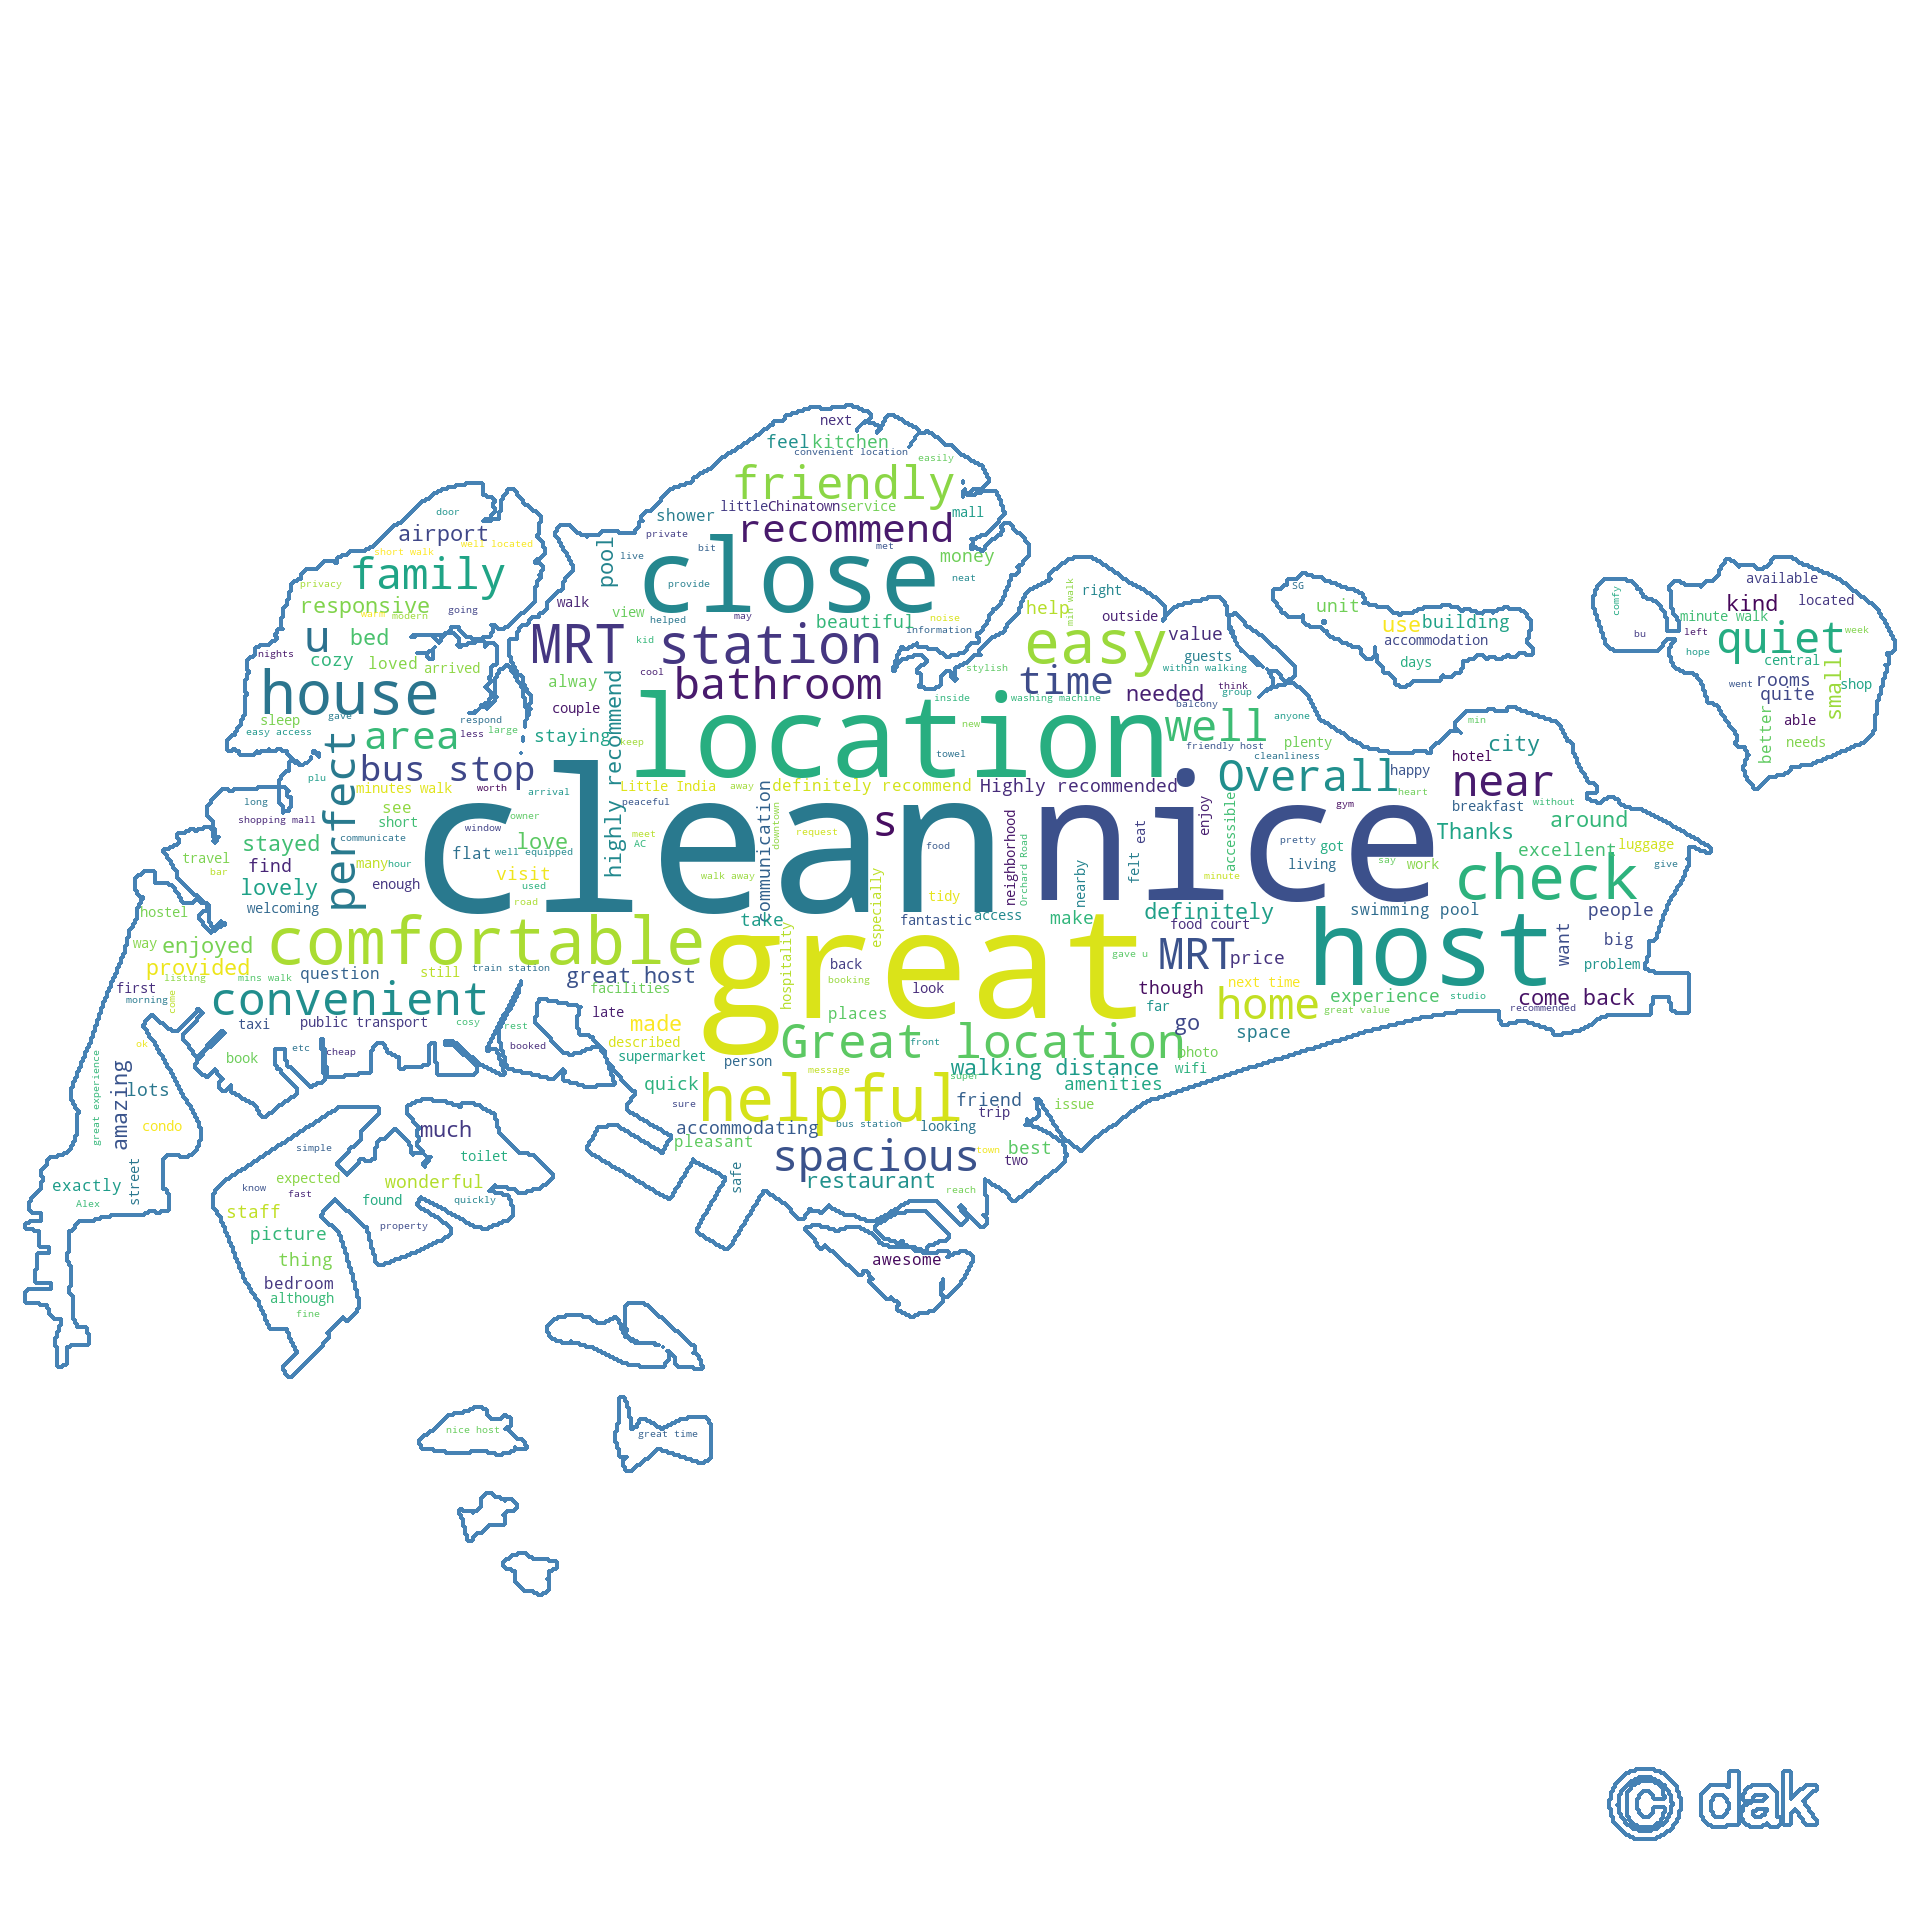 next
feel kitchen
convenient location
easily
friendly
door
littleChinatown service
mall
shower
recommend
airport
private
well located
short walk
bit
met
pool
live
close
money
family
privacy
provide
neat
min walk
right
SG
available
comfy
walk
view
responsive
warm modern
going
may
noise
help
outside
unit
kind
located
helped
beautiful
information
minute walk
u
bed
kid
MRT station
easy
value
use
building
accommodation
bu
left
quiet
week
nights
cozy
loved
arrived
cool
stylish
guests
within walking
days
hope
central
alway
bathroom
time
needed
think
group
went
rooms
shop
house
highly recommend
couple
inside
washing machine
balcony
quite
small
sleep
gave
respond
large
less
easy access
location
new
well
anyone
min
able
perfect
area
staying
keep
towel
friendly host
plenty
cleanliness
city
hotel
better
needs
plu
bus stop
Overall
happy
near
minutes walk
worth
arrival
Little India
away
definitely recommend
Highly recommended
heart
long
see
peaceful
clean
nice
enjoy
gym
breakfast
without
shopping mall
short
owner
s
accessible
around
communicate
window
meet
downtown
request
neighborhood
pretty
got
Thanks
stayed
love
AC
communication
food
Orchard Road
eat
excellent
luggage
travel
find
many
hour
flat
well equipped
felt
living
say
work
give
bar
visit
walk away
nearby
minute
check
lovely
enough
used
tidy
welcoming
road
especially
hostel
take
fantastic
access
make
definitely
swimming pool
people
food court
way
enjoyed
comfortable
great
MRT
host
want
big
gave u
price
provided
question
still
train station
great host
hospitality
back
problem
listing
mins walk
booking
first
convenient
facilities
look
though
next time
experience
studio
come back
morning
come
far
home
great value
recommended
late
places
taxi
public transport
cosy
rest
made
go
space
ok
etc
cheap
booked
described
Great location
front
book
supermarket
person
walking distance
photo
great experience
message
super
wifi
amazing
lots
quick
helpful
amenities
sure
friend
issue
trip
condo
much
accommodating
bus station
looking
simple
pleasant
town
best
toilet
two
safe
spacious
exactly
street
know
expected
wonderful
fast
restaurant
reach
Alex
found
quickly
staff
property
picture
thing
awesome
bedroom
although
fine
nice host
great time
© dak